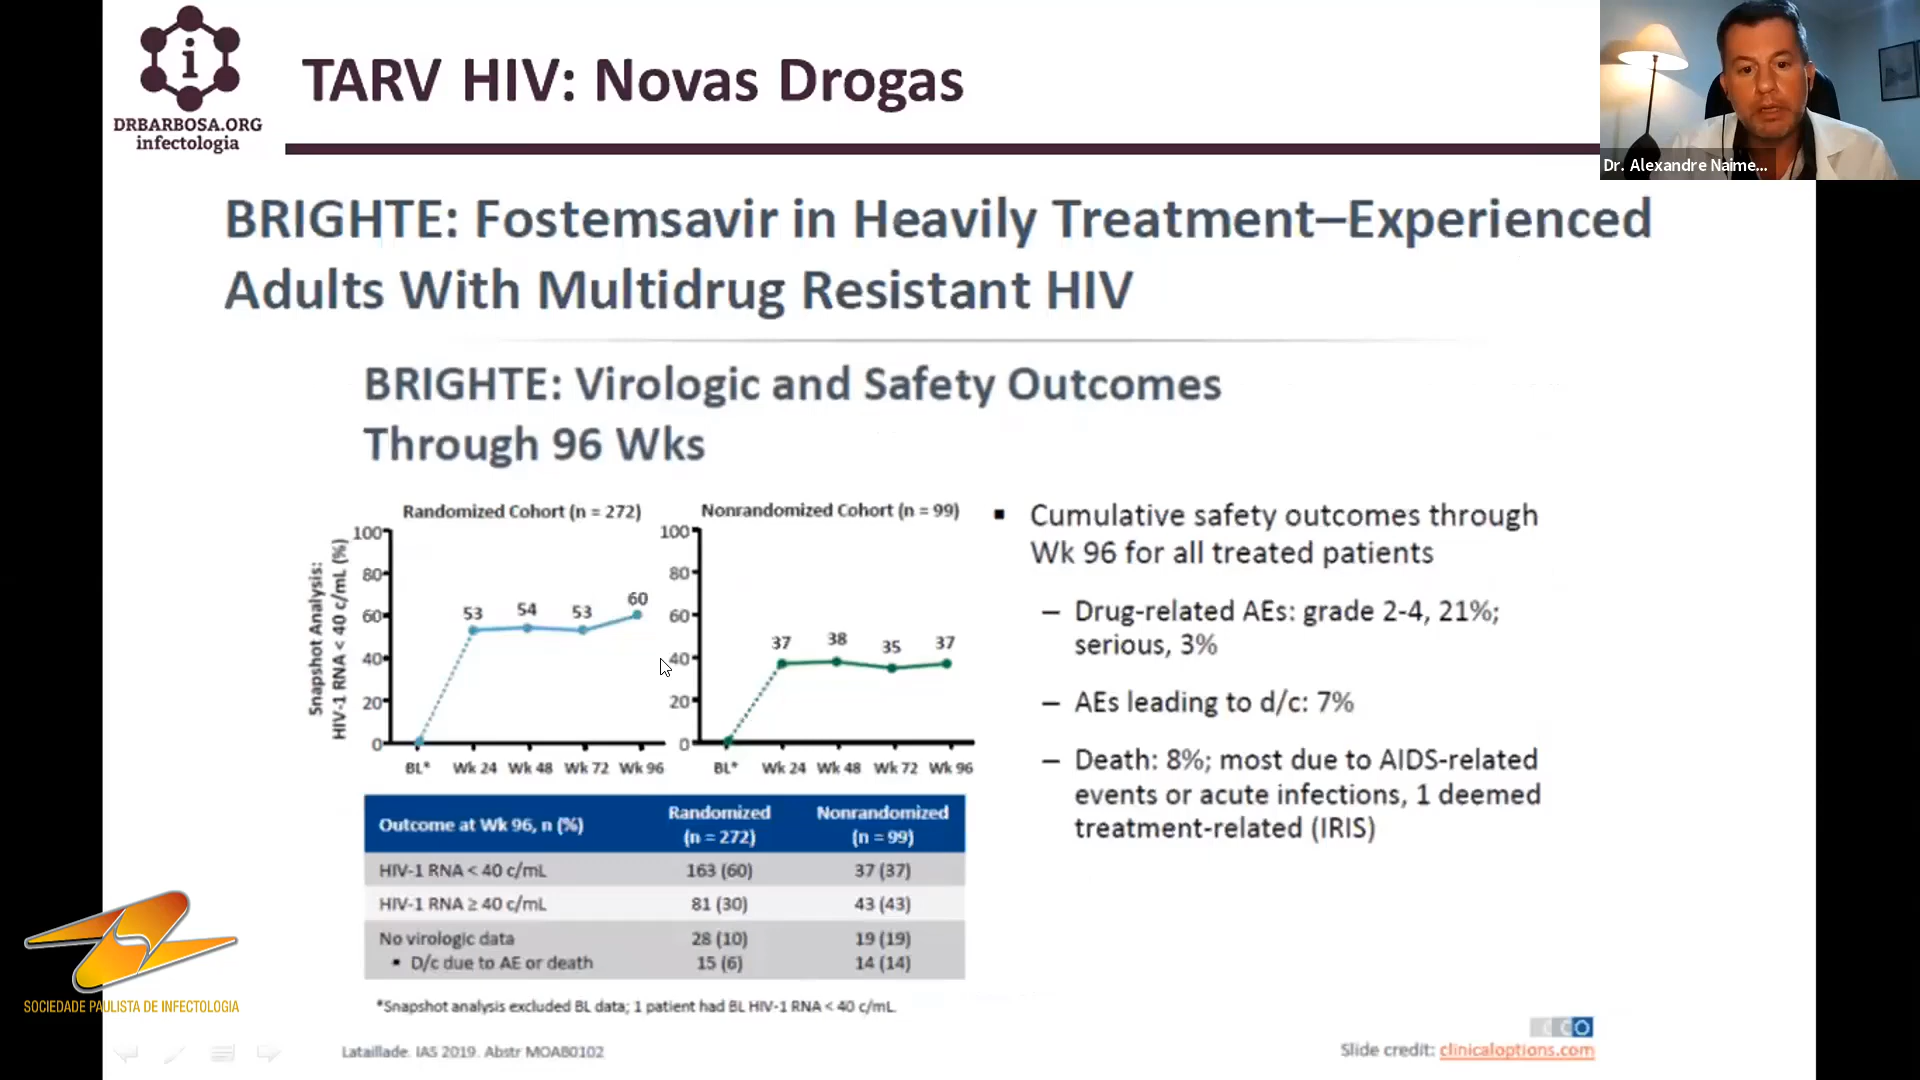 DRBARBOSA.ORG
infectologia
TARV HIV: Novas Drogas
Dr. Alexandre Naime...
BRIGHTE: Fostemsavir in Heavily Treatment–Experienced
Adults With Multidrug Resistant HIV
BRIGHTE: Virologic and Safety Outcomes
Through 96 Wks
Snapshot Analysis:
HIV-1 RNA < 40 c/mL (%)
Randomized Cohort (n = 272)
100
80
60
40
20
0
53 54 53 60
BL* Wk 24 Wk 48 Wk 72 Wk 96
Nonrandomized Cohort (n = 99)
100
80
60
40
20
0
37 38 35 37
BL* Wk 24 Wk 48 Wk 72 Wk 96
Outcome at Wk 96, n (%) Randomized (n = 272) Nonrandomized (n = 99)
HIV-1 RNA < 40 c/mL 163 (60) 37 (37)
HIV-1 RNA ≥ 40 c/mL 81 (30) 43 (43)
No virologic data 28 (10) 19 (19)
▪ D/c due to AE or death 15 (6) 14 (14)
*Snapshot analysis excluded BL data; 1 patient had BL HIV-1 RNA < 40 c/mL.
▪ Cumulative safety outcomes through
Wk 96 for all treated patients
– Drug-related AEs: grade 2-4, 21%;
serious, 3%
– AEs leading to d/c: 7%
– Death: 8%; most due to AIDS-related
events or acute infections, 1 deemed
treatment-related (IRIS)
SOCIEDADE PAULISTA DE INFECTOLOGIA
Lataillade. IAS 2019. Abstr MOAB0102
CCO
Slide credit: clinicaloptions.com